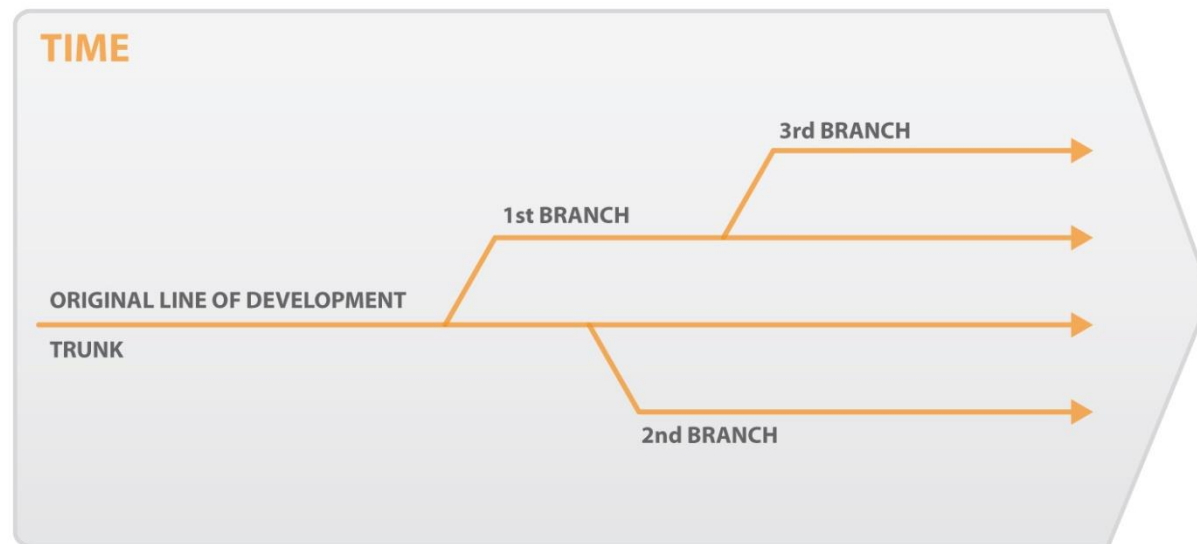 TIME
3rd BRANCH
1st BRANCH
ORIGINAL LINE OF DEVELOPMENT
TRUNK
2nd BRANCH